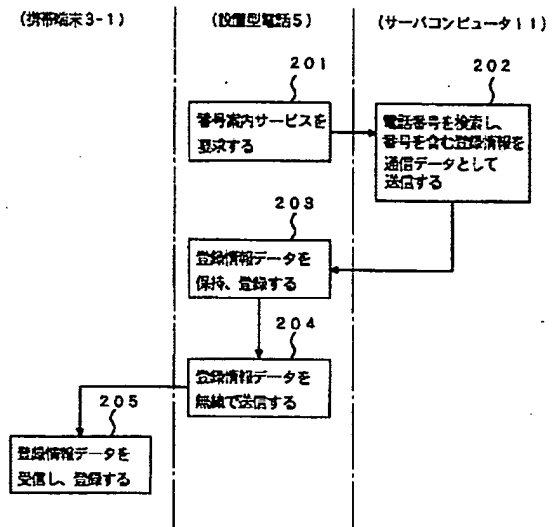 (携帯端末3-1)
(設置型電話5)
(サーバコンピュータ11)
201
202
番号案内サービスを
要求する
電話番号を検索し、
番号を含む登録情報を
通信データとして
送信する
203
登録情報データを
保持、登録する
204
登録情報データを
無線で送信する
205
登録情報データを
受信し、登録する